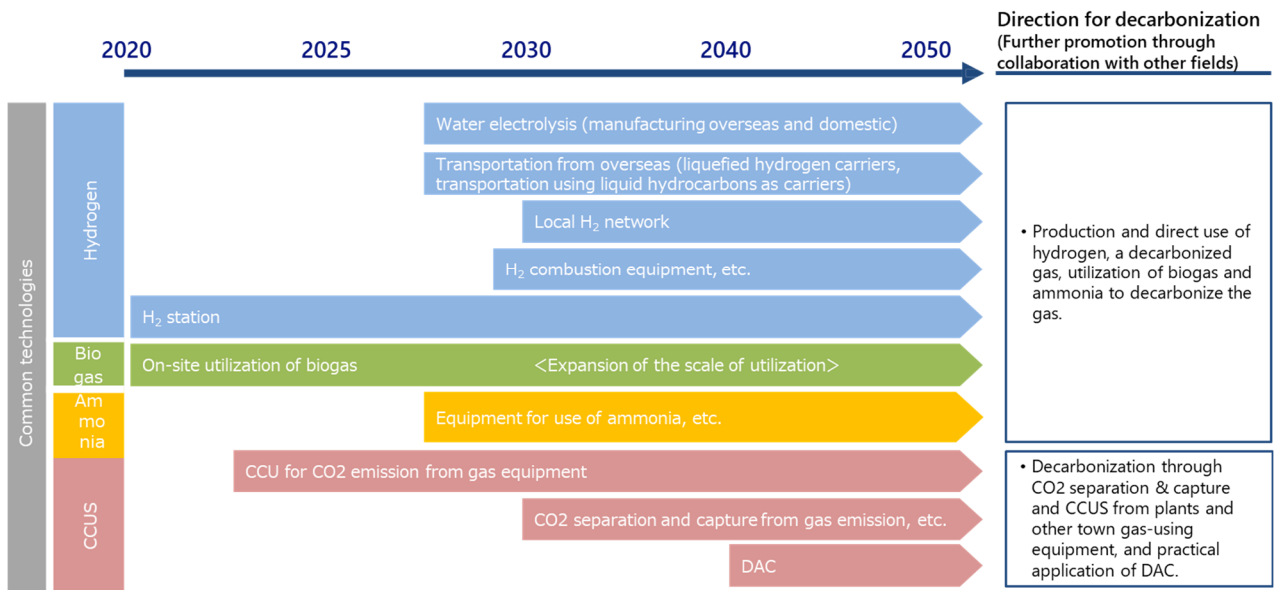 Direction for decarbonization
(Further promotion through
collaboration with other fields)
2020 2025 2030 2040 2050
Common technologies
Hydrogen
Water electrolysis (manufacturing overseas and domestic)
Transportation from overseas (liquefied hydrogen carriers,
transportation using liquid hydrocarbons as carriers)
Local H₂ network
H₂ combustion equipment, etc.
H₂ station
• Production and direct use of
hydrogen, a decarbonized
gas, utilization of biogas and
ammonia to decarbonize the
gas.
Bio
gas
On-site utilization of biogas <Expansion of the scale of utilization>
Am
mo
nia
Equipment for use of ammonia, etc.
CCUS
CCU for CO2 emission from gas equipment
CO2 separation and capture from gas emission, etc.
DAC
• Decarbonization through
CO2 separation & capture
and CCUS from plants and
other town gas-using
equipment, and practical
application of DAC.